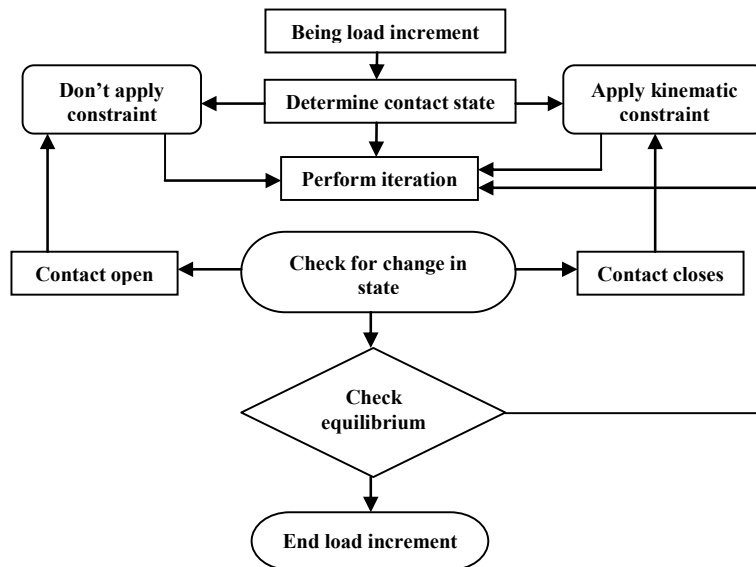 Being load increment
Don’t apply
constraint
Determine contact state
Apply kinematic
constraint
Perform iteration
Contact open
Check for change in
state
Contact closes
Check
equilibrium
End load increment